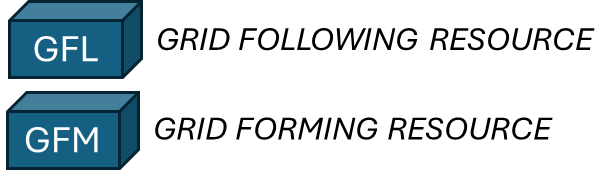 GFL GRID FOLLOWING RESOURCE
GFM GRID FORMING RESOURCE